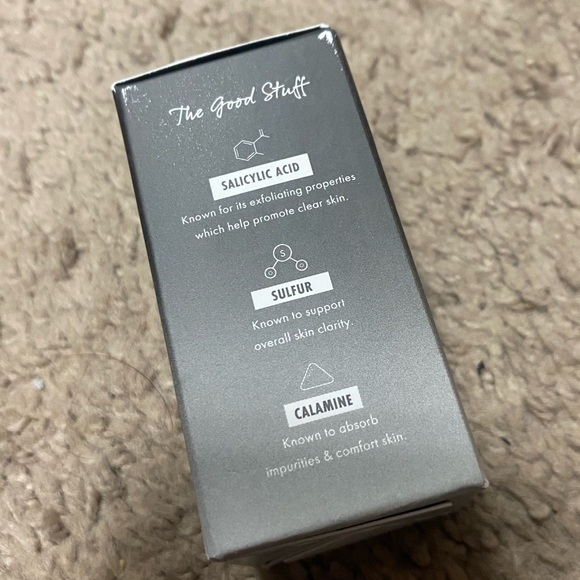 The Good Stuff
SALICYLIC ACID
Known for its exfoliating properties
which help promote clear skin.
S
O O
SULFUR
Known to support
overall skin clarity.
CALAMINE
Known to absorb
impurities & comfort skin.